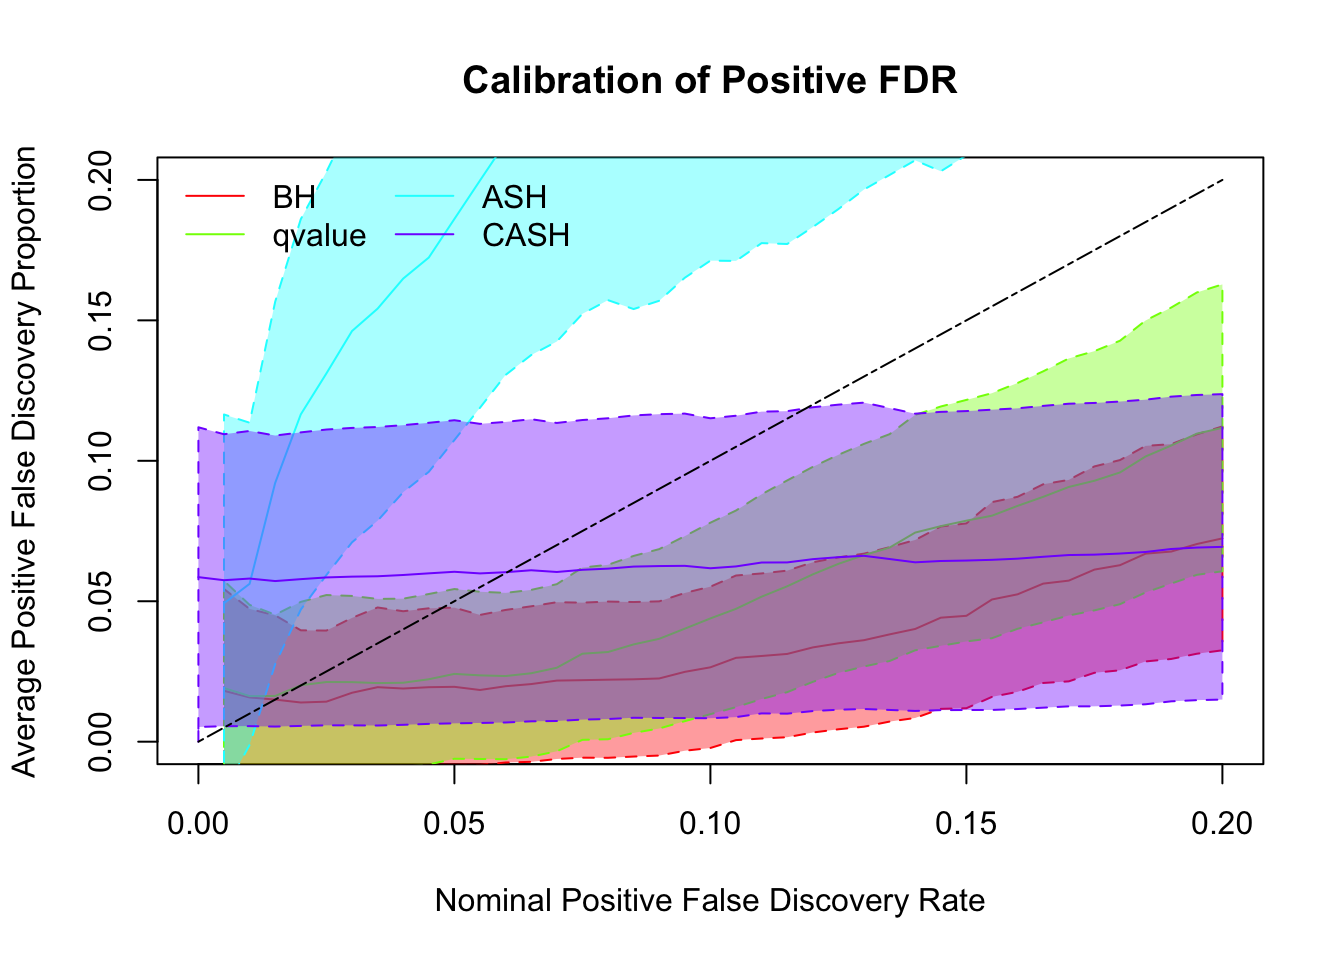 Calibration of Positive FDR
Average Positive False Discovery Proportion
0.20
0.15
0.10
0.05
0.00
BH
qvalue
ASH
CASH
0.00 0.05 0.10 0.15 0.20
Nominal Positive False Discovery Rate